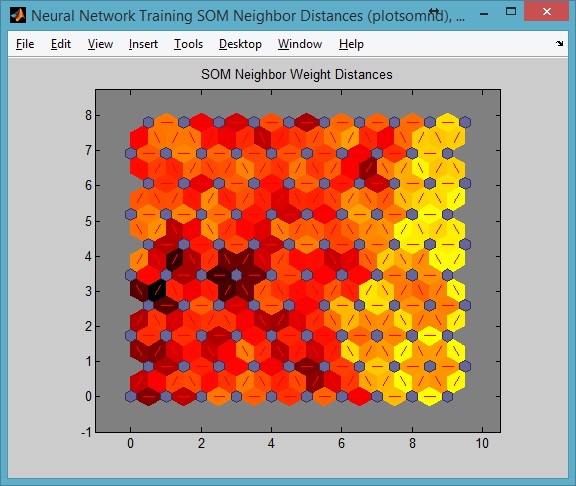 Neural Network Training SOM Neighbor Distances (plotsomnd), ...
File Edit View Insert Tools Desktop Window Help
SOM Neighbor Weight Distances
8
7
6
5
4
3
2
1
0
-1
0 2 4 6 8 10